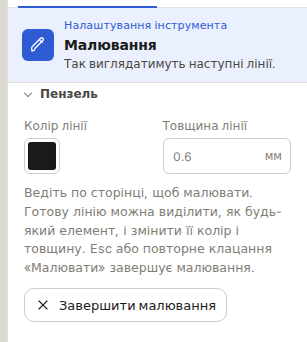 Налаштування інструмента
Малювання
Так виглядатимуть наступні лінії.
Пензель
Колір лінії
Товщина лінії
0.6 мм
Ведіть по сторінці, щоб малювати.
Готову лінію можна виділити, як будь-
який елемент, і змінити її колір і
товщину. Esc або повторне клацання
«Малювати» завершує малювання.
Завершити малювання